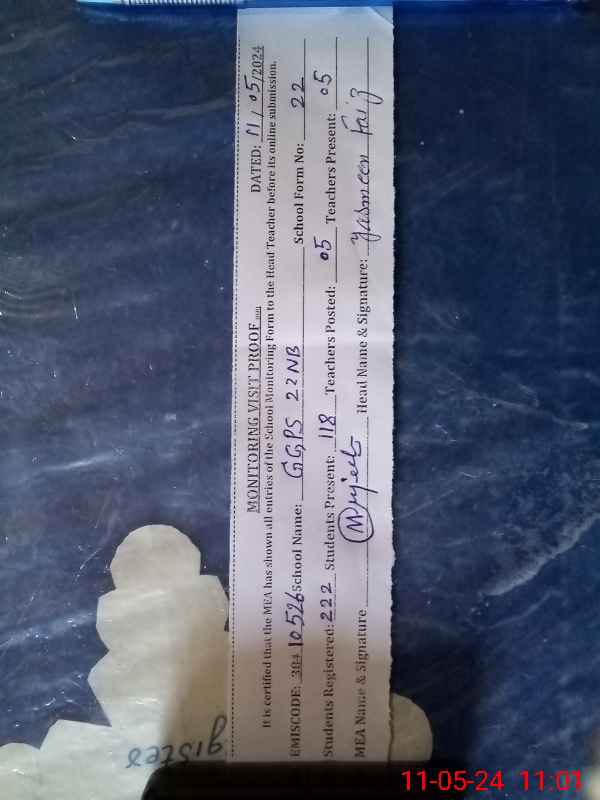 MONITORING VISIT PROOF
DATED: 11/05/2024
It is certified that the MEA has shown all entries of the School Monitoring Form to the Head Teacher before its online submission.
EMISCODE: 384 10526 School Name: GGPS 22NB School Form No: 22
Students Registered: 222 Students Present: 118 Teachers Posted: 05 Teachers Present: 05
MEA Name & Signature Head Name & Signature: Yasmeen Faiz
gister
11-05-24 11:01